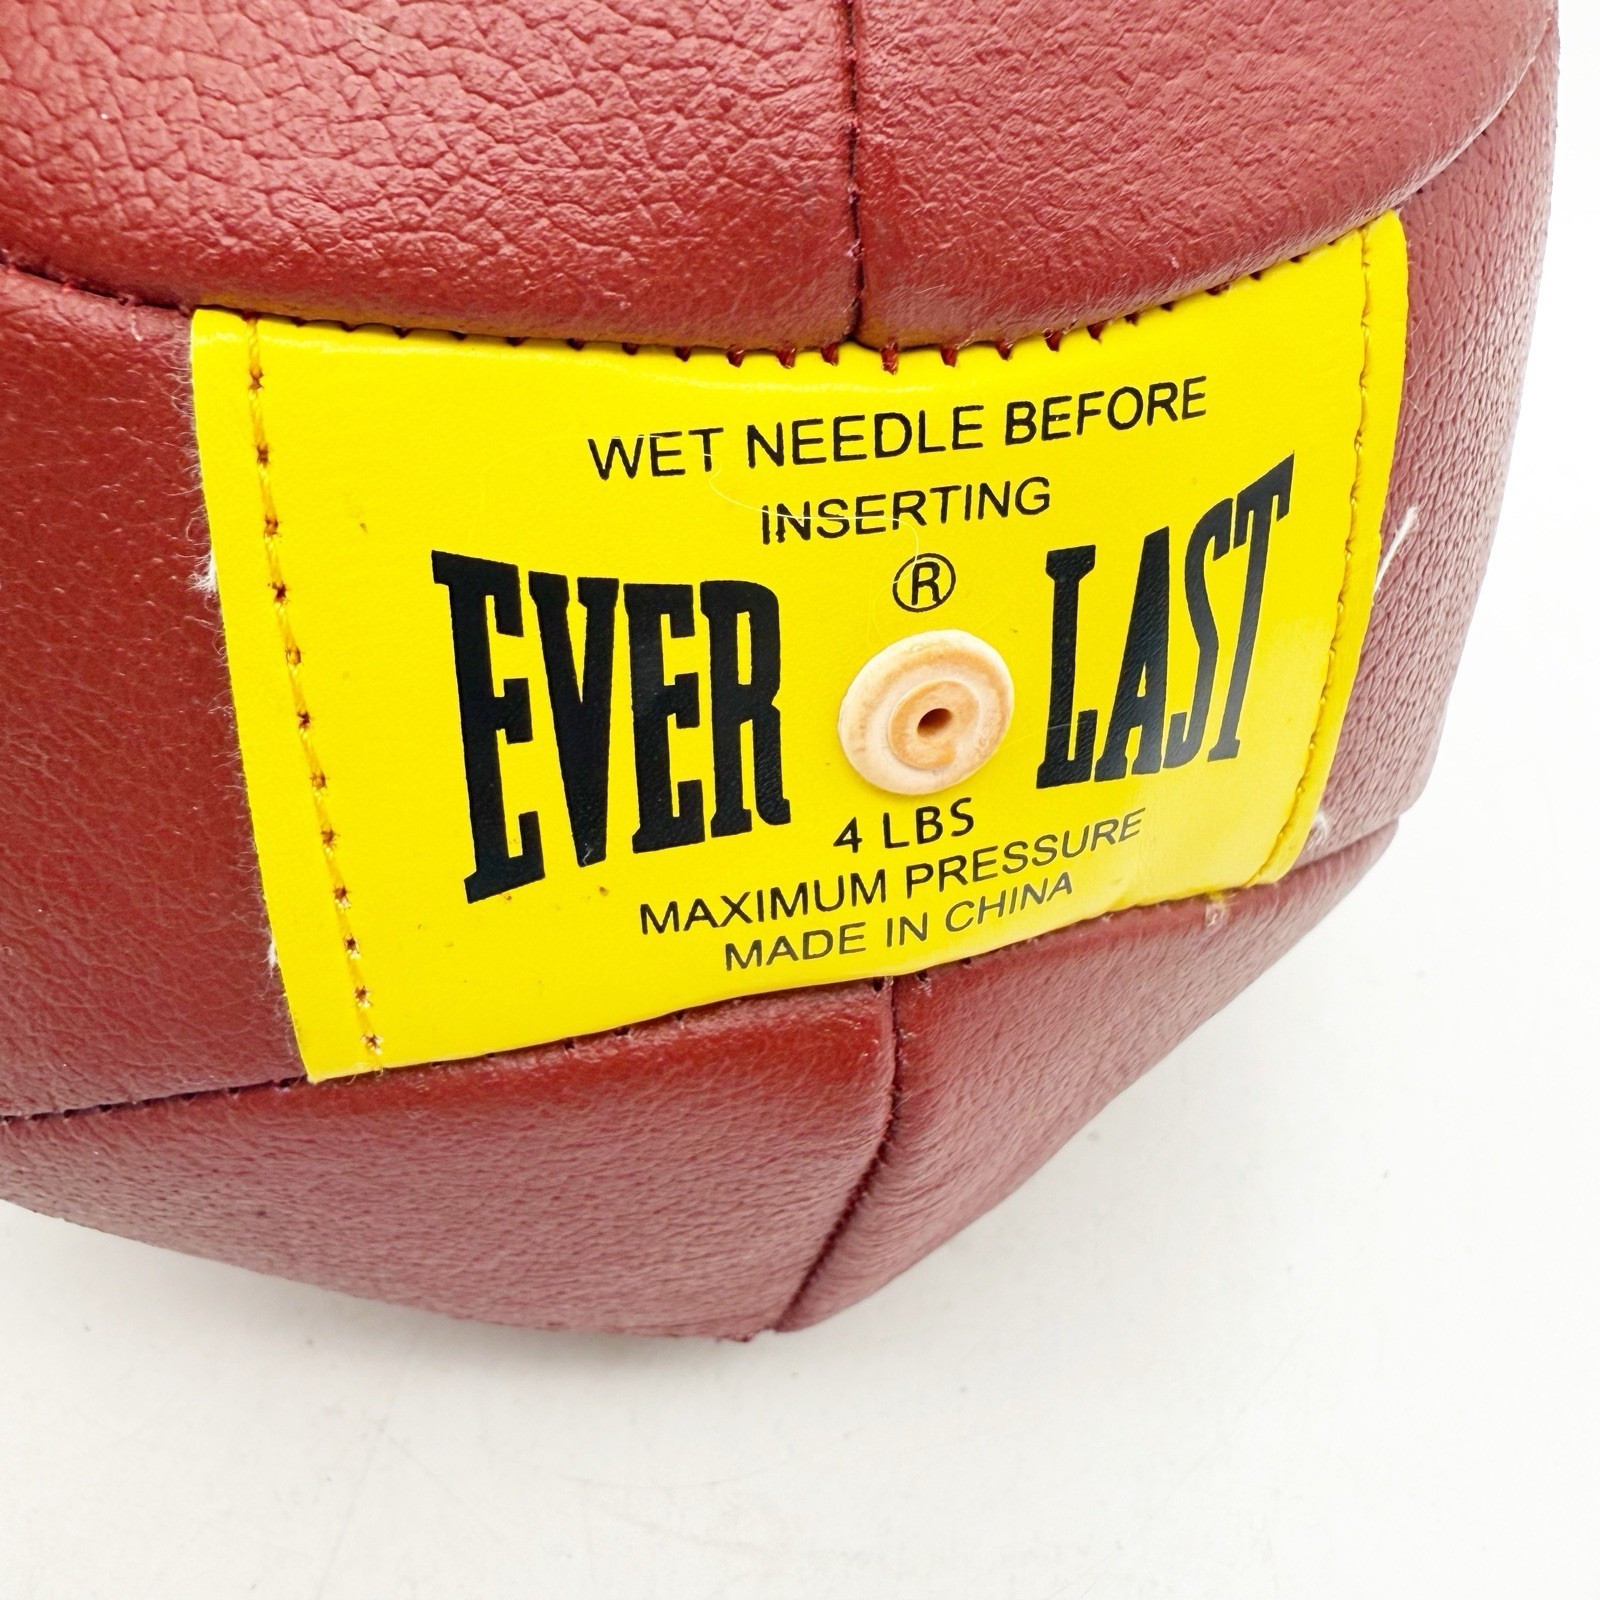 WET NEEDLE BEFORE
INSERTING
®
EVER LAST
4 LBS
MAXIMUM PRESSURE
MADE IN CHINA